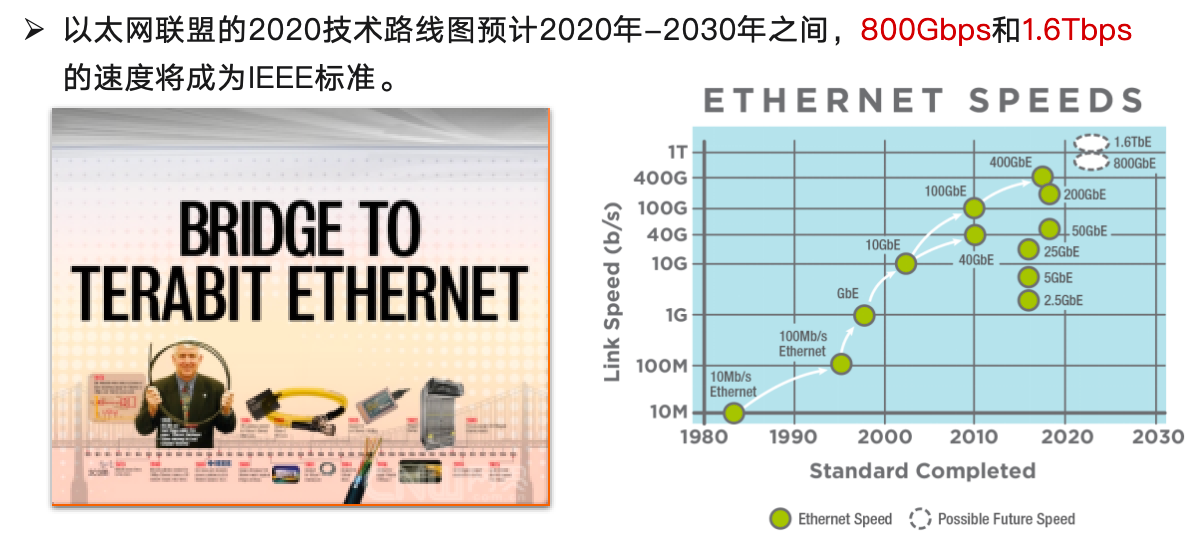 ➢ 以太网联盟的2020技术路线图预计2020年-2030年之间，800Gbps和1.6Tbps
的速度将成为IEEE标准。
BRIDGE TO
TERABIT ETHERNET
ETHERNET SPEEDS
Link Speed (b/s)
1T
400G
100G
40G
10G
1G
100M
10M
1.6TbE
800GbE
400GbE
200GbE
100GbE
50GbE
10GbE
40GbE
25GbE
5GbE
2.5GbE
GbE
100Mb/s
Ethernet
10Mb/s
Ethernet
1980 1990 2000 2010 2020 2030
Standard Completed
Ethernet Speed
Possible Future Speed